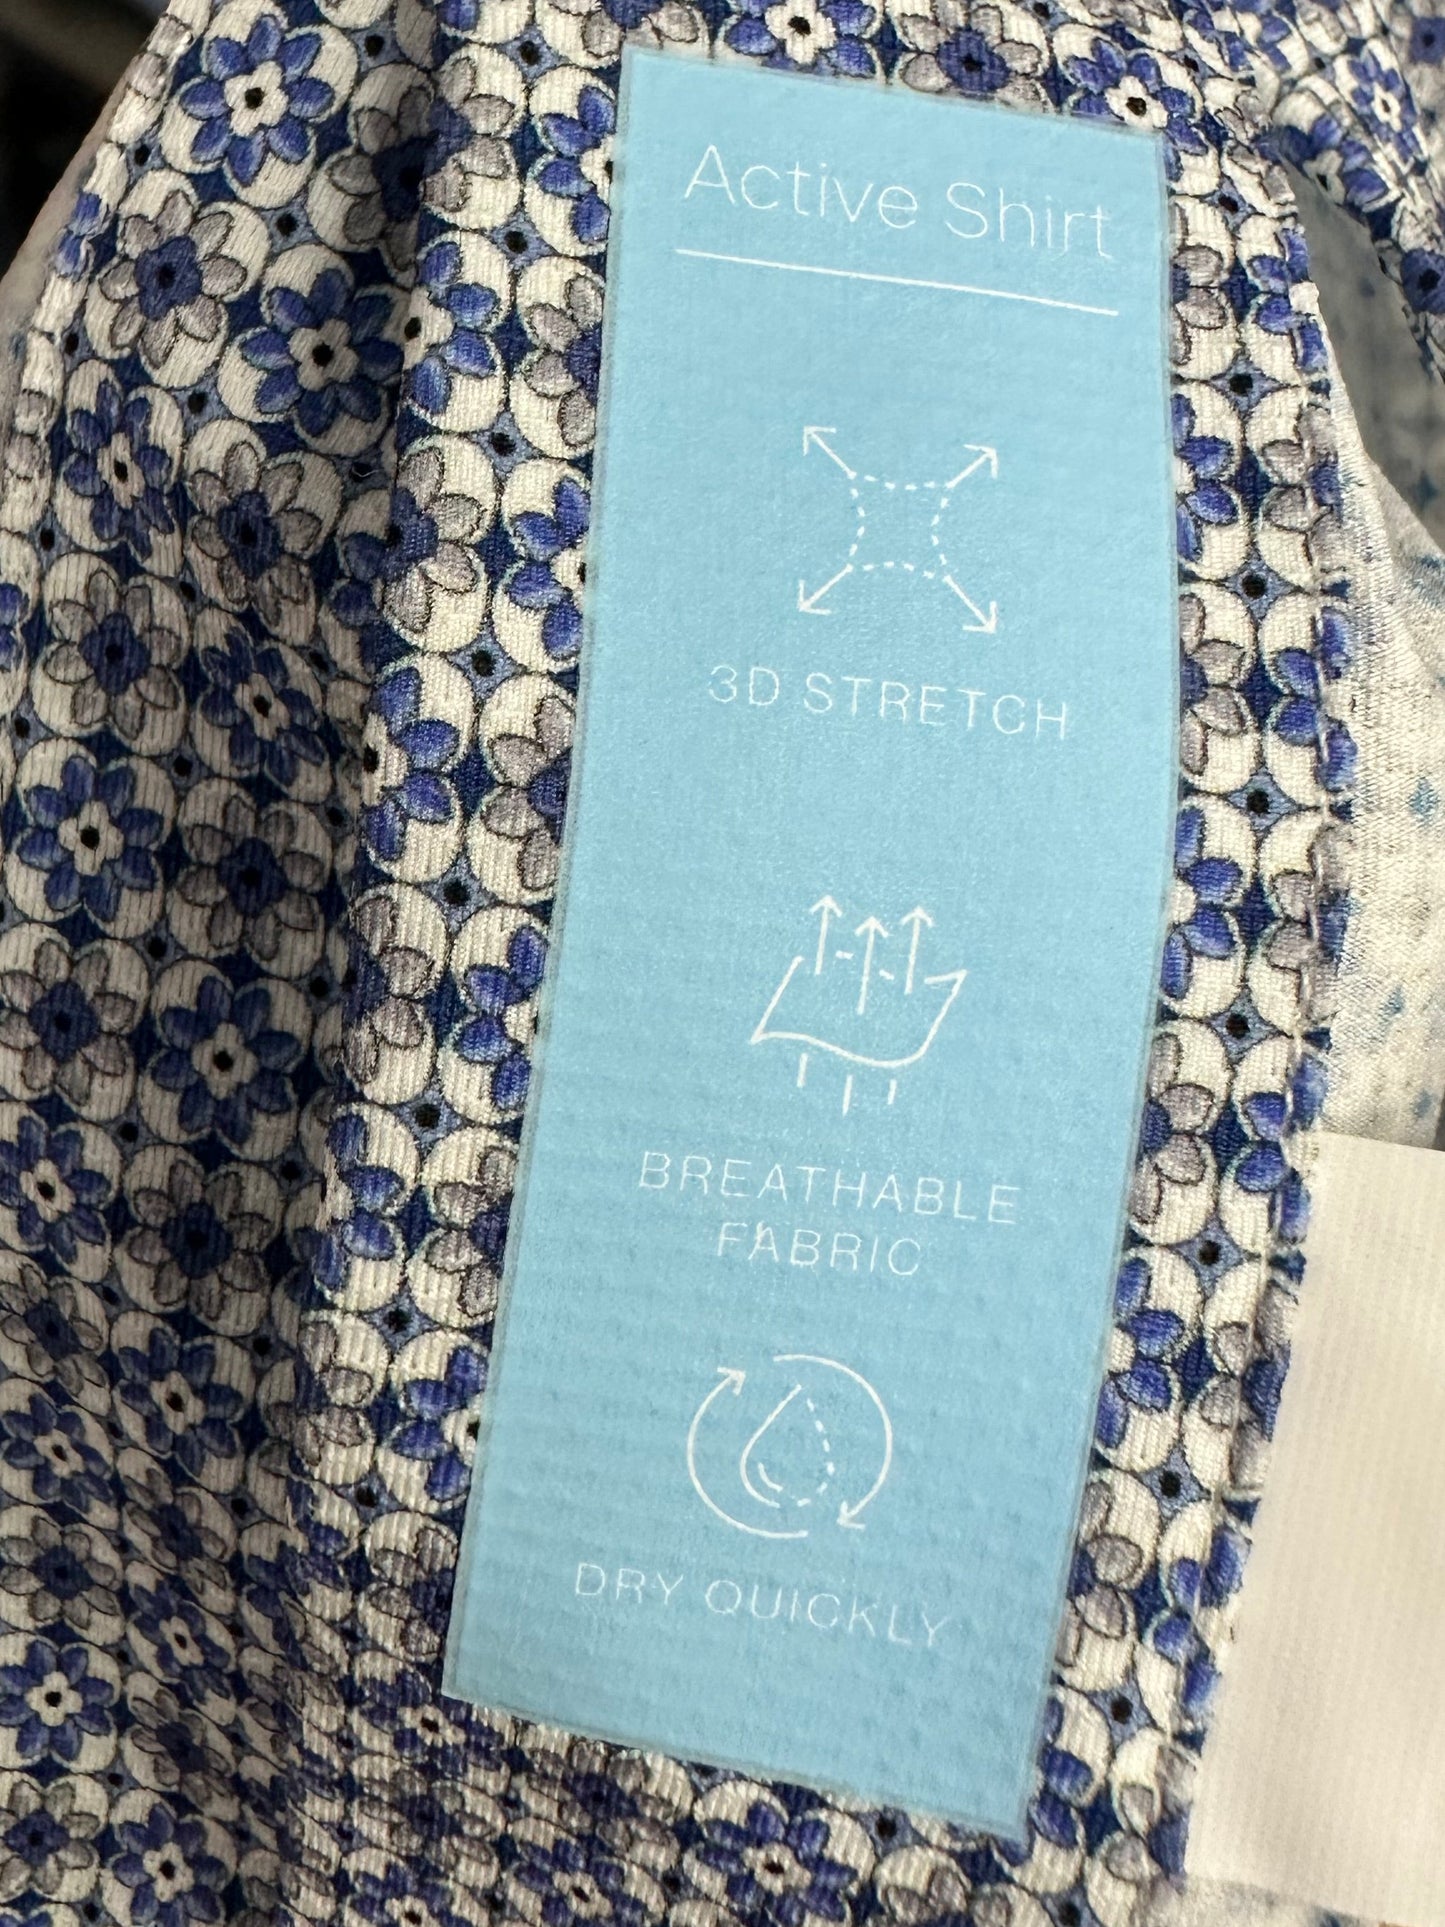 Active Shirt
3D STRETCH
BREATHABLE
FABRIC
DRY QUICKLY